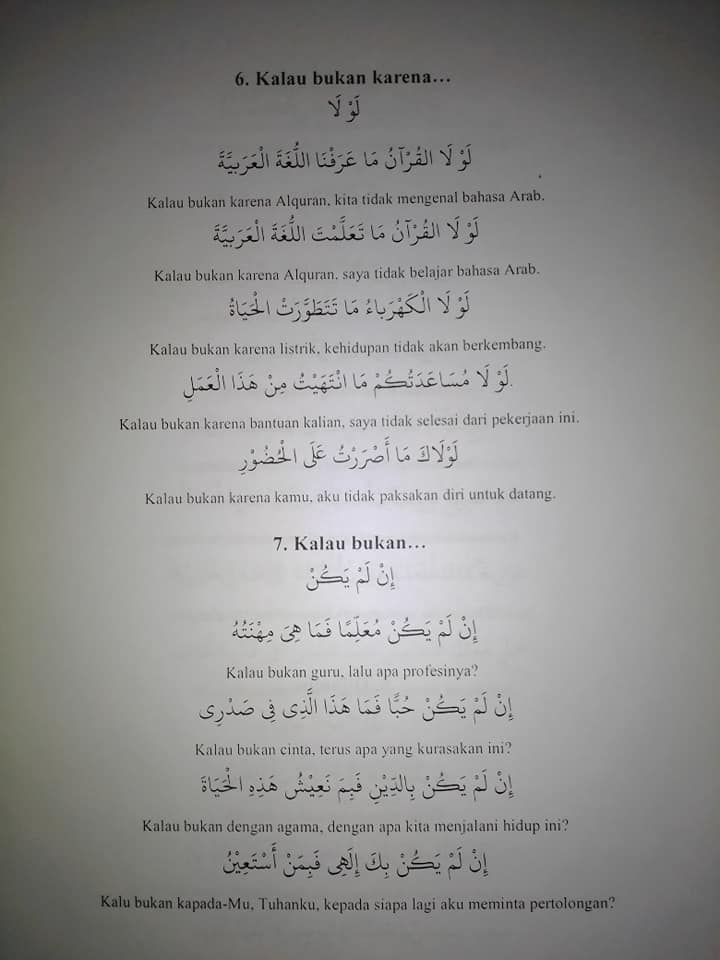 6. Kalau bukan karena…
لَوْ لَا
لَوْ لَا القُرْآنُ مَا عَرَفْنَا اللُّغَةَ الْعَرَبِيَّةَ
Kalau bukan karena Alquran, kita tidak mengenal bahasa Arab.
لَوْ لَا القُرْآنُ مَا تَعَلَّمْتَ اللُّغَةَ الْعَرَبِيَّةَ
Kalau bukan karena Alquran, saya tidak belajar bahasa Arab.
لَوْ لَا الْكَهْرَبَاءُ مَا تَتَطَوَّرَتْ الْحَيَاةُ
Kalau bukan karena listrik, kehidupan tidak akan berkembang.
لَوْ لَا مُسَاعَدَتُكُمْ مَا انْتَهَيْتُ مِنْ هَذَا الْعَمَلِ.
Kalau bukan karena bantuan kalian, saya tidak selesai dari pekerjaan ini.
لَوْلَاكَ مَا أَصْرَرْتُ عَلَى الْحُضُوْرِ
Kalau bukan karena kamu, aku tidak paksakan diri untuk datang.
7. Kalau bukan…
إِنْ لَمْ يَكُنْ
إِنْ لَمْ يَكُنْ مُعَلِّمًا فَمَا هِيَ مِهْنَتُهُ
Kalau bukan guru, lalu apa profesinya?
إِنْ لَمْ يَكُنْ حُبًّا فَمَا هَذَا الَّذِى فِى صَدْرِى
Kalau bukan cinta, terus apa yang kurasakan ini?
إِنْ لَمْ يَكُنْ بِالدِّيْنِ فَبِمَ نَعِيْشُ هَذِهِ الْحَيَاةَ
Kalau bukan dengan agama, dengan apa kita menjalani hidup ini?
إِنْ لَمْ يَكُنْ بِكَ إِلَهِى فَبِمَنْ أَسْتَعِيْنُ
Kalu bukan kapada-Mu, Tuhanku, kepada siapa lagi aku meminta pertolongan?